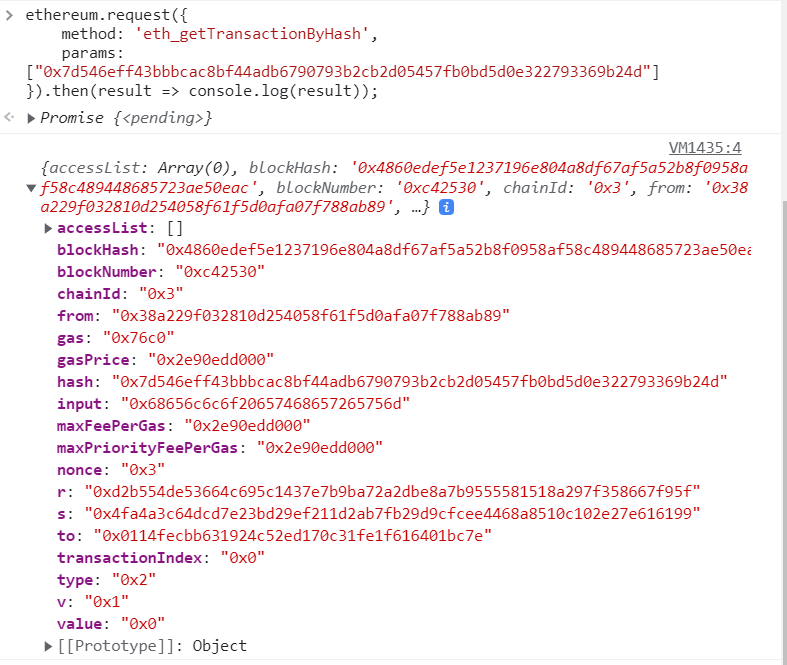 ethereum.request({
method: 'eth_getTransactionByHash',
params:
["0x7d546eff43bbbcac8bf44adb6790793b2cb2d05457fb0bd5d0e322793369b24d"]
}).then(result => console.log(result));
Promise {<pending>}
VM1435:4
{accessList: Array(0), blockHash: '0x4860edef5e1237196e804a8df67af5a52b8f0958a
f58c489448685723ae50eac', blockNumber: '0xc42530', chainId: '0x3', from: '0x38
a229f032810d254058f61f5d0afa07f788ab89', …}
accessList: []
blockHash: "0x4860edef5e1237196e804a8df67af5a52b8f0958af58c489448685723ae50ea
blockNumber: "0xc42530"
chainId: "0x3"
from: "0x38a229f032810d254058f61f5d0afa07f788ab89"
gas: "0x76c0"
gasPrice: "0x2e90edd000"
hash: "0x7d546eff43bbbcac8bf44adb6790793b2cb2d05457fb0bd5d0e322793369b24d"
input: "0x68656c6c6f20657468657265756d"
maxFeePerGas: "0x2e90edd000"
maxPriorityFeePerGas: "0x2e90edd000"
nonce: "0x3"
r: "0xd2b554de53664c695c1437e7b9ba72a2dbe8a7b9555581518a297f358667f95f"
s: "0x4fa4a3c64dcd7e23bd29ef211d2ab7fb29d9cfcee4468a8510c102e27e616199"
to: "0x0114fecbb631924c52ed170c31fe1f616401bc7e"
transactionIndex: "0x0"
type: "0x2"
v: "0x1"
value: "0x0"
[[Prototype]]: Object